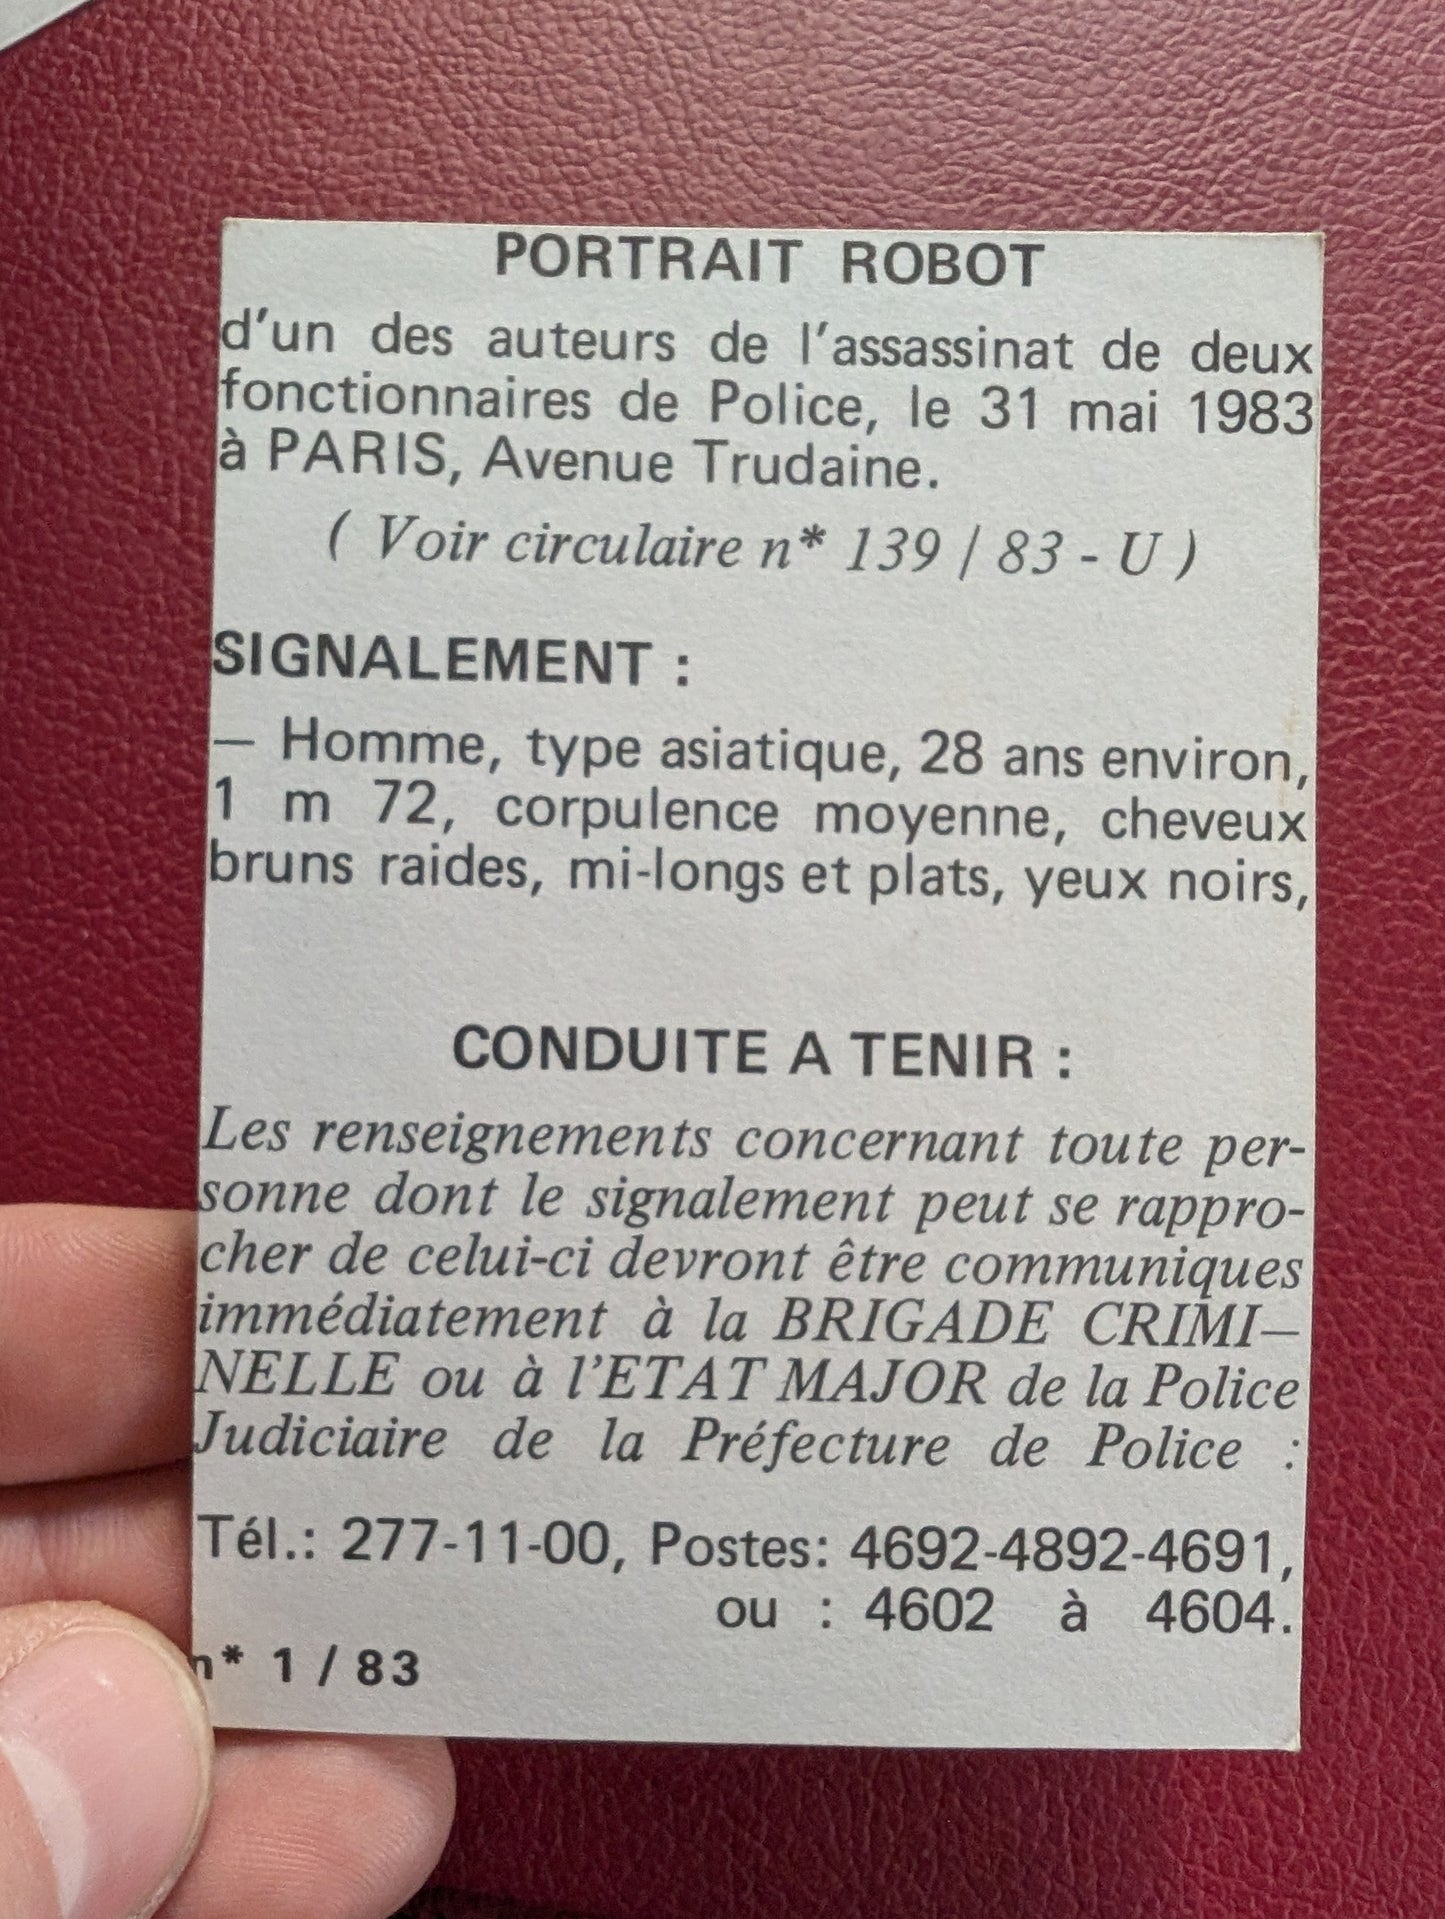 PORTRAIT ROBOT
d'un des auteurs de l'assassinat de deux
fonctionnaires de Police, le 31 mai 1983
à PARIS, Avenue Trudaine.
( Voir circulaire n* 139 / 83 - U )
SIGNALEMENT :
— Homme, type asiatique, 28 ans environ,
1 m 72, corpulence moyenne, cheveux
bruns raides, mi-longs et plats, yeux noirs,
CONDUITE A TENIR :
Les renseignements concernant toute per-
sonne dont le signalement peut se rappro-
cher de celui-ci devront être communiques
immédiatement à la BRIGADE CRIMI—
NELLE ou à l'ETAT MAJOR de la Police
Judiciaire de la Préfecture de Police :
Tél.: 277-11-00, Postes: 4692-4892-4691,
ou : 4602 à 4604.
n* 1 / 83